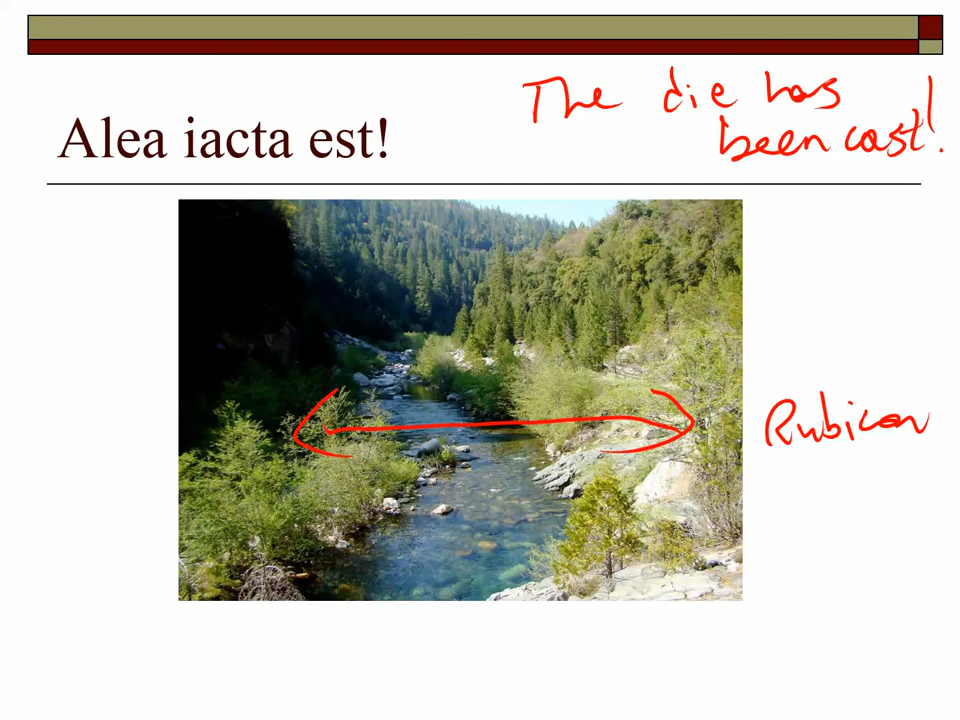 Alea iacta est!
The die has
been cast!
Rubicon